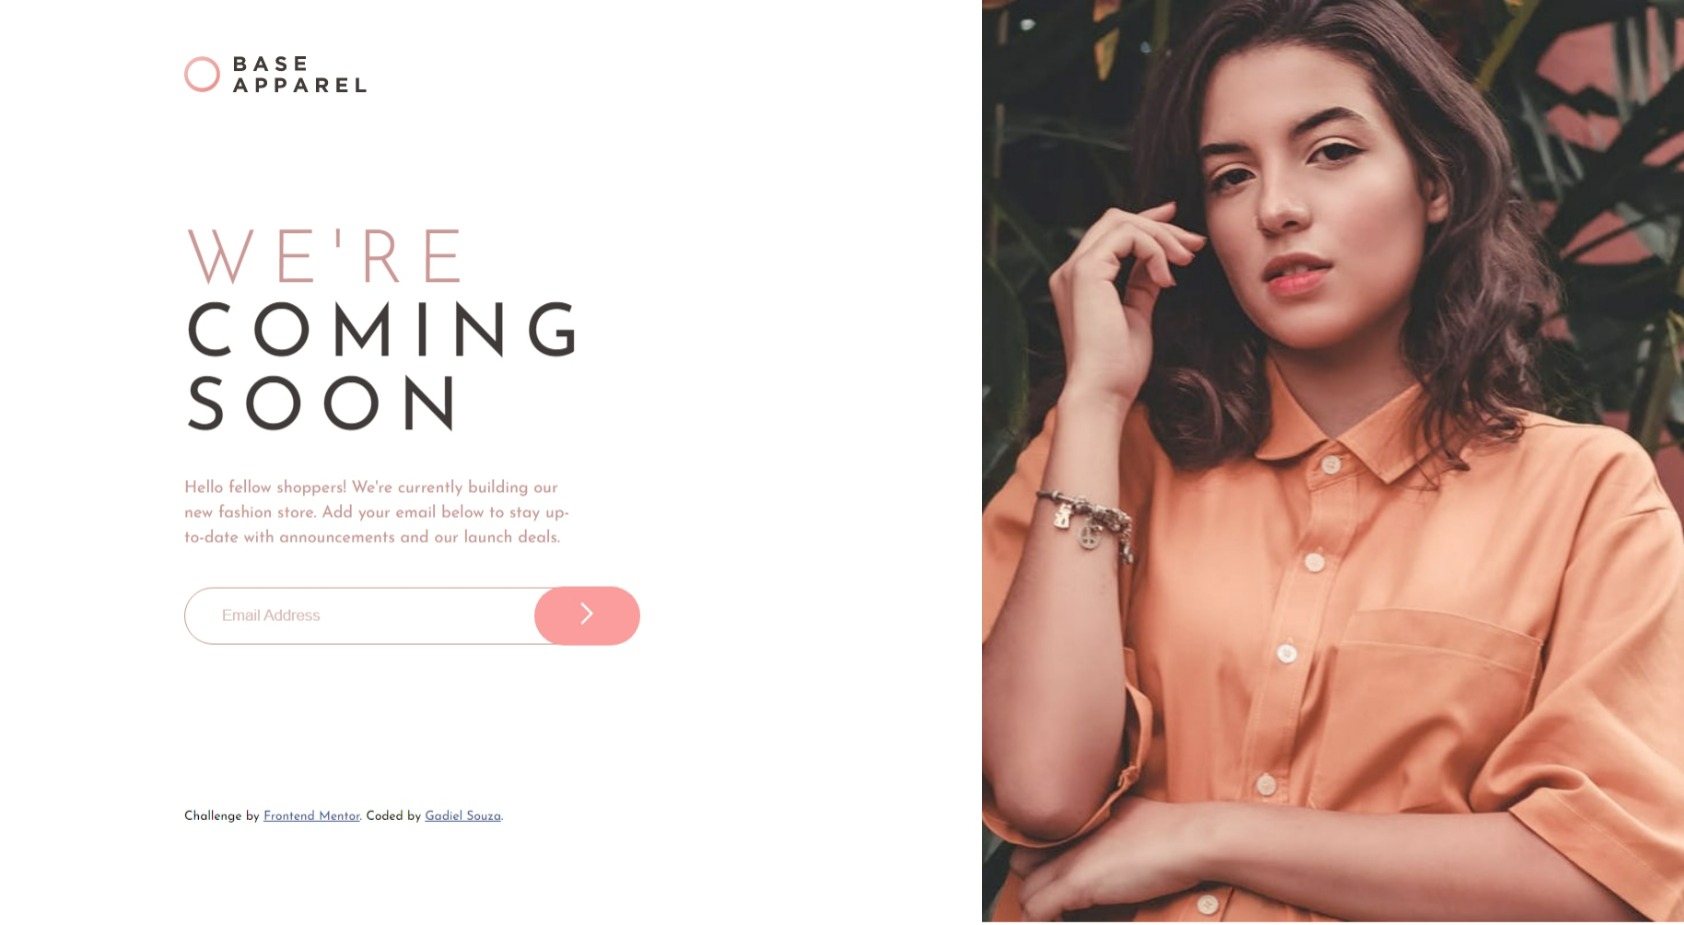 BASE
APPAREL
WE'RE
COMING
SOON
Hello fellow shoppers! We're currently building our
new fashion store. Add your email below to stay up-
to-date with announcements and our launch deals.
Email Address
Challenge by Frontend Mentor. Coded by Gadiel Souza.